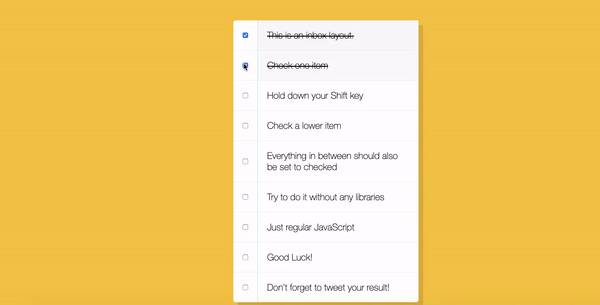 This is an inbox layout.
Check one item
Hold down your Shift key
Check a lower item
Everything in between should also
be set to checked
Try to do it without any libraries
Just regular JavaScript
Good Luck!
Don't forget to tweet your result!